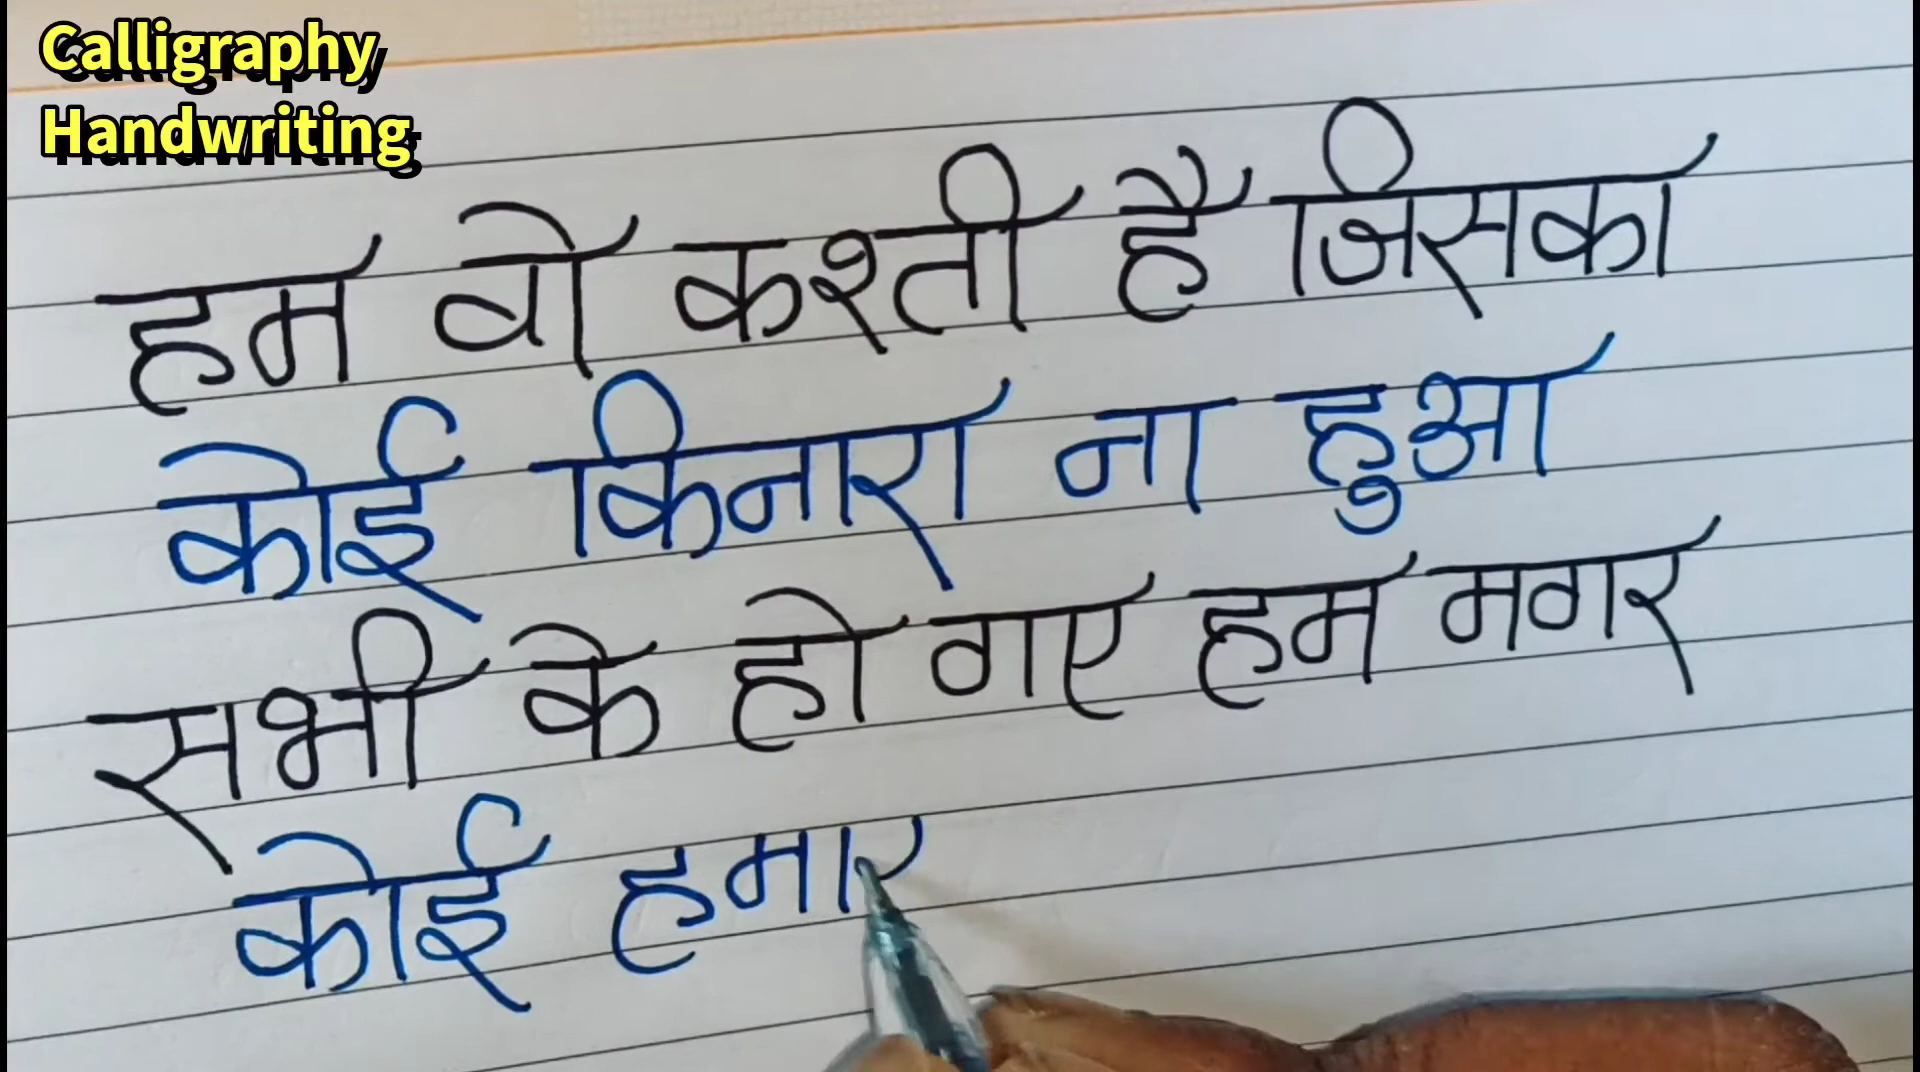 Calligraphy
Handwriting
हम वो कश्ती है जिसका
कोई किनारा ना हुआ
सभी के हो गए हम मगर
कोई हमार